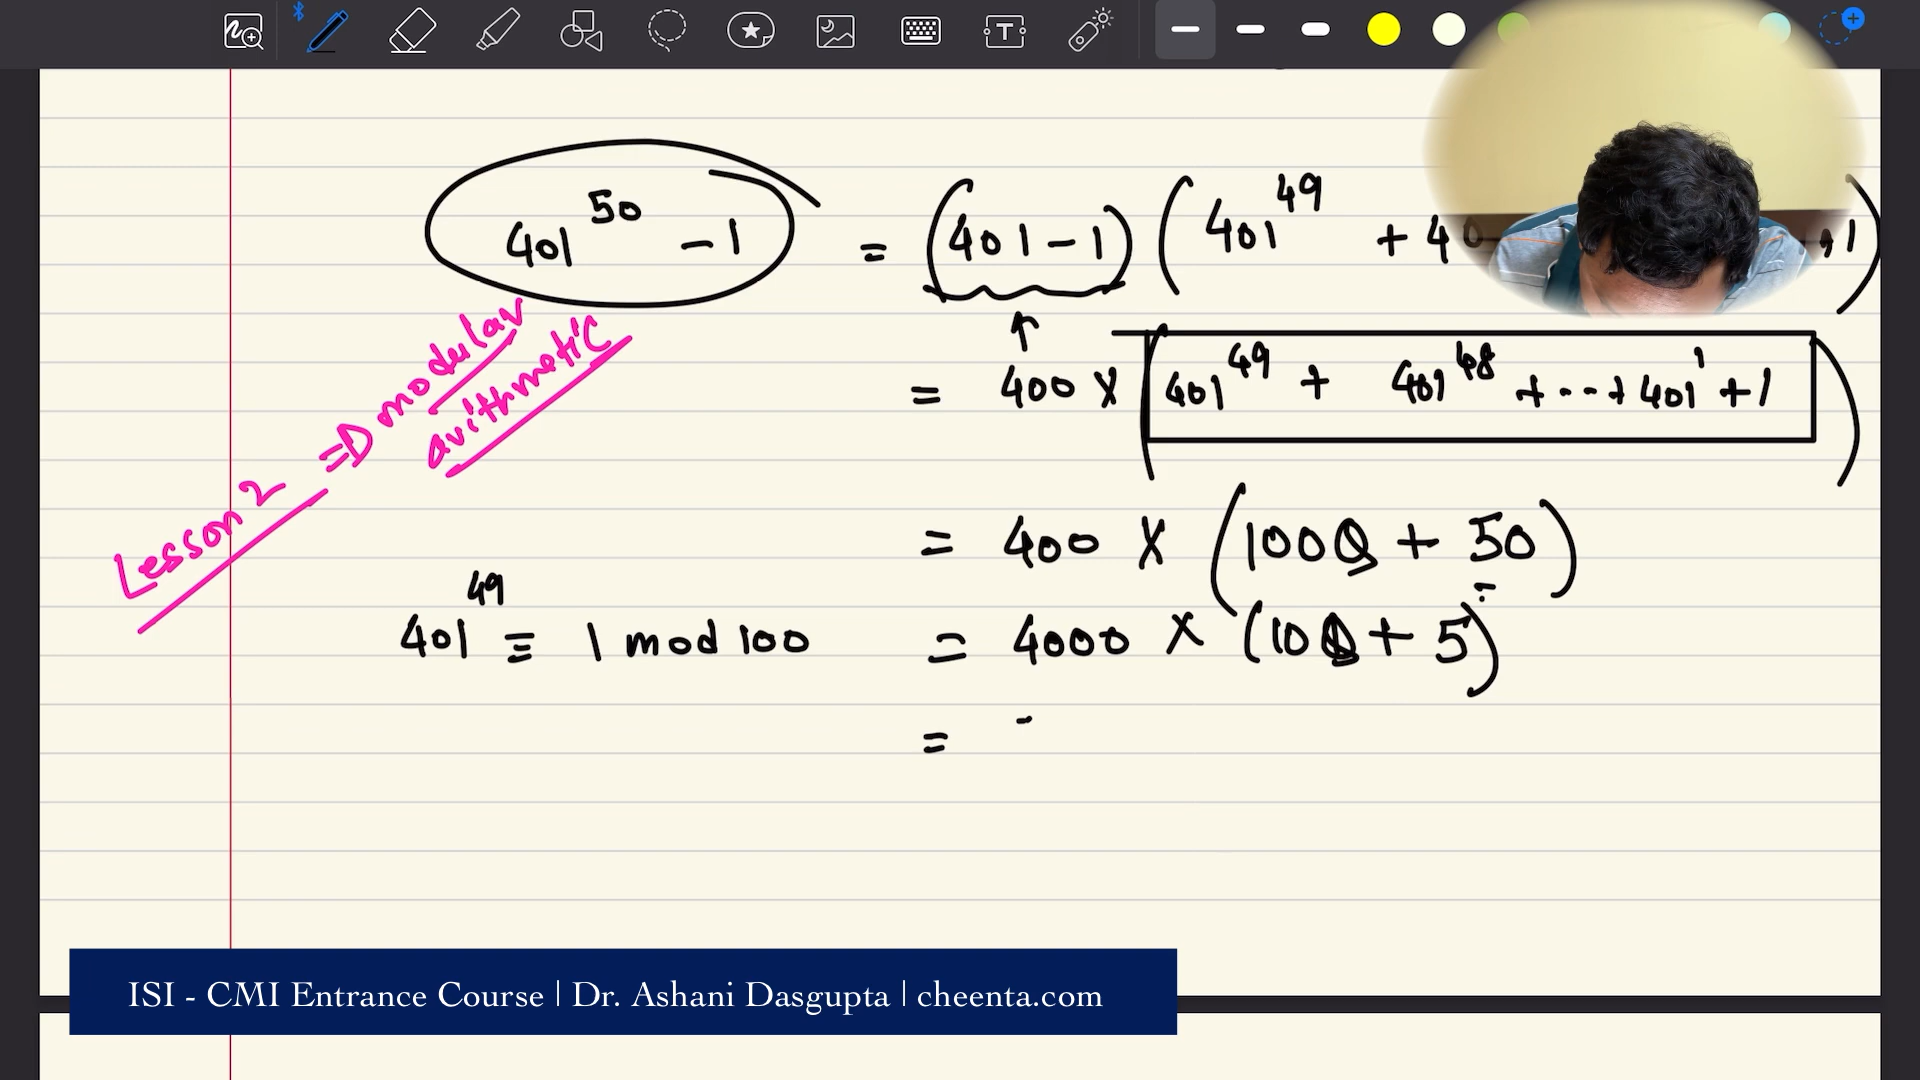 T
401^50 - 1 = (401 - 1) (401^49 + 40 +1)
= 400 × (401^49 + 401^48 + --+ 401^1 + 1)
Lesson 2 => modular
arithmetic
= 400 × (100Q + 50)
401^49 ≡ 1 mod 100
= 4000 × (10Q + 5)
=
ISI - CMI Entrance Course | Dr. Ashani Dasgupta | cheenta.com